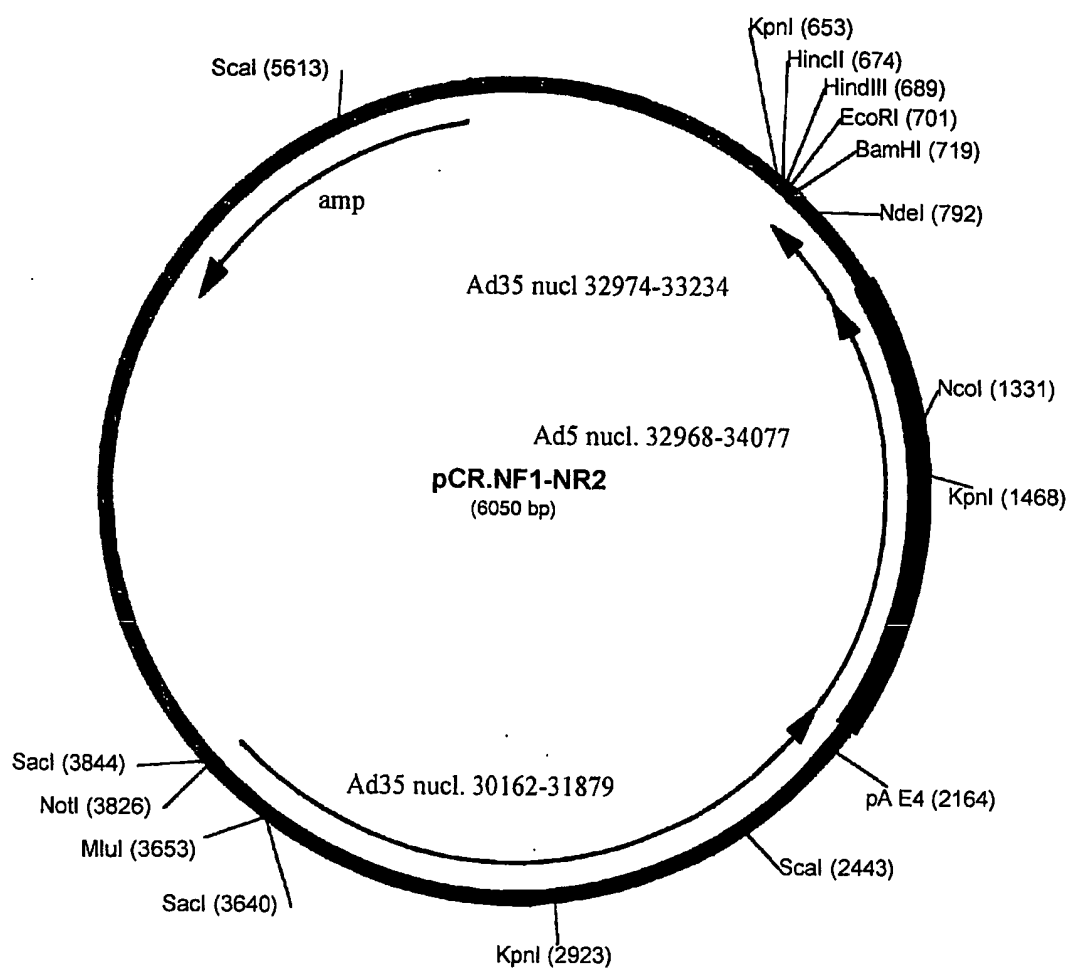 KpnI (653)
HincII (674)
ScaI (5613)
HindIII (689)
EcoRI (701)
BamHI (719)
amp
NdeI (792)
Ad35 nucl 32974-33234
NcoI (1331)
Ad5 nucl. 32968-34077
pCR.NF1-NR2
KpnI (1468)
(6050 bp)
SacI (3844)
Ad35 nucl. 30162-31879
NotI (3826)
pA E4 (2164)
MluI (3653)
ScaI (2443)
SacI (3640)
KpnI (2923)